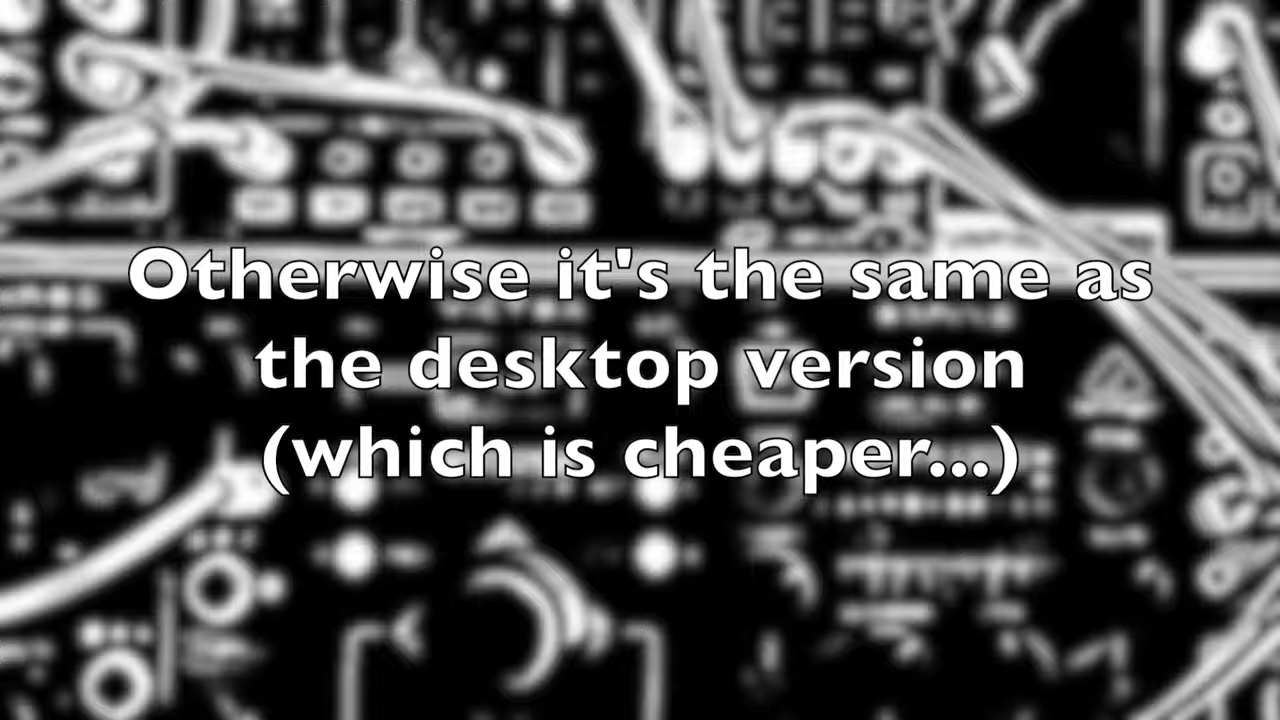 Otherwise it's the same as
the desktop version
(which is cheaper...)